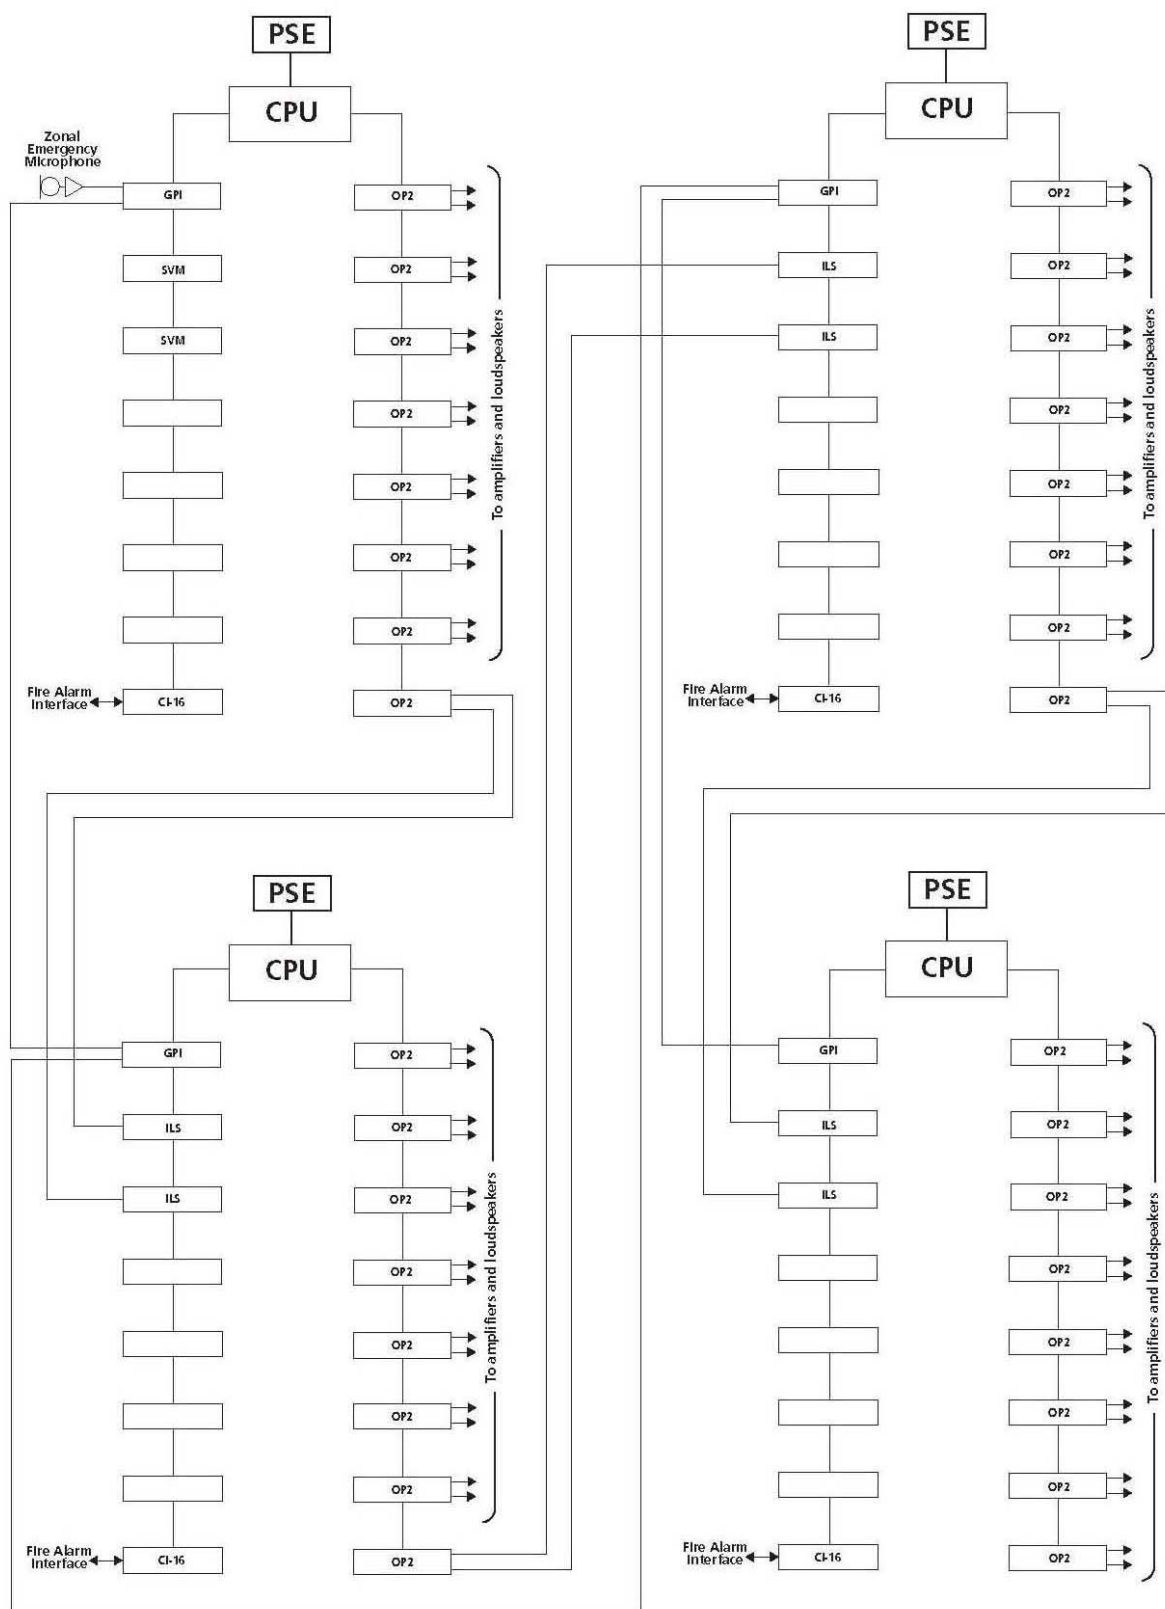 PSE
CPU
Zonal
Emergency
Microphone
GPI
SVM
SVM
CI-16
Fire Alarm
Interface
OP2
OP2
OP2
OP2
OP2
OP2
OP2
OP2
To amplifiers and loudspeakers
PSE
CPU
GPI
ILS
ILS
CI-16
Fire Alarm
Interface
OP2
OP2
OP2
OP2
OP2
OP2
OP2
OP2
To amplifiers and loudspeakers
PSE
CPU
GPI
ILS
ILS
CI-16
Fire Alarm
Interface
OP2
OP2
OP2
OP2
OP2
OP2
OP2
OP2
To amplifiers and loudspeakers
PSE
CPU
GPI
ILS
ILS
CI-16
Fire Alarm
Interface
OP2
OP2
OP2
OP2
OP2
OP2
OP2
OP2
To amplifiers and loudspeakers